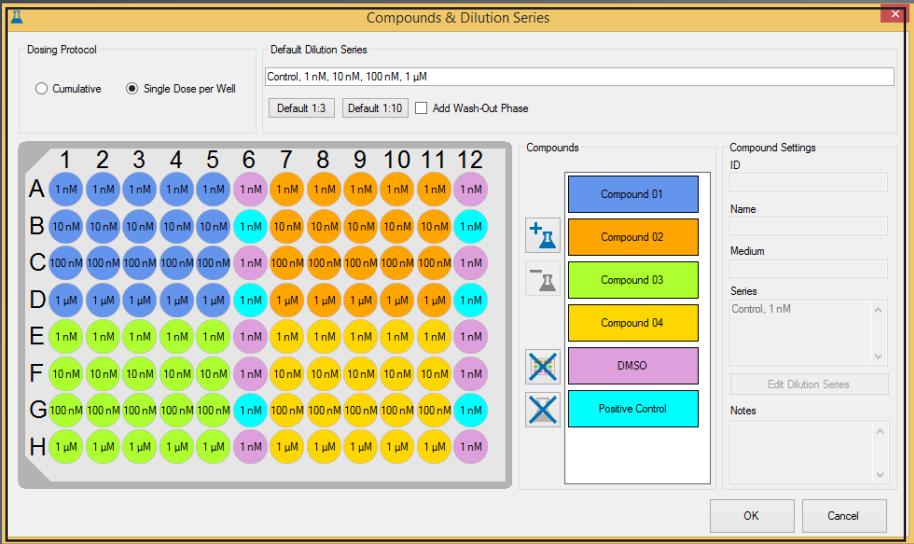 Compounds & Dilution Series
x
Dosing Protocol
Cumulative
Single Dose per Well
Default Dilution Series
Control, 1 nM, 10 nM, 100 nM, 1 µM
Default 1:3 Default 1:10 Add Wash-Out Phase
1 2 3 4 5 6 7 8 9 10 11 12
A 1 nM 1 nM 1 nM 1 nM 1 nM 1 nM 1 nM 1 nM 1 nM 1 nM 1 nM 1 nM
B 10 nM 10 nM 10 nM 10 nM 10 nM 1 nM 10 nM 10 nM 10 nM 10 nM 10 nM 1 nM
C 100 nM 100 nM 100 nM 100 nM 100 nM 1 nM 100 nM 100 nM 100 nM 100 nM 100 nM 1 nM
D 1 µM 1 µM 1 µM 1 µM 1 µM 1 nM 1 µM 1 µM 1 µM 1 µM 1 µM 1 nM
E 1 nM 1 nM 1 nM 1 nM 1 nM 1 nM 1 nM 1 nM 1 nM 1 nM 1 nM 1 nM
F 10 nM 10 nM 10 nM 10 nM 10 nM 1 nM 10 nM 10 nM 10 nM 10 nM 10 nM 1 nM
G 100 nM 100 nM 100 nM 100 nM 100 nM 1 nM 100 nM 100 nM 100 nM 100 nM 100 nM 1 nM
H 1 µM 1 µM 1 µM 1 µM 1 µM 1 nM 1 µM 1 µM 1 µM 1 µM 1 µM 1 nM
Compounds
Compound 01
Compound 02
Compound 03
Compound 04
DMSO
Positive Control
Compound Settings
ID
Name
Medium
Series
Control, 1 nM
Edit Dilution Series
Notes
OK Cancel